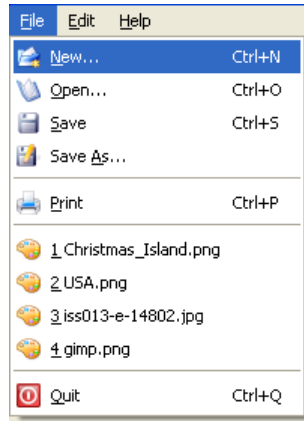 File Edit Help
New... Ctrl+N
Open... Ctrl+O
Save Ctrl+S
Save As...
Print Ctrl+P
1 Christmas_Island.png
2 USA.png
3 iss013-e-14802.jpg
4 gimp.png
Quit Ctrl+Q